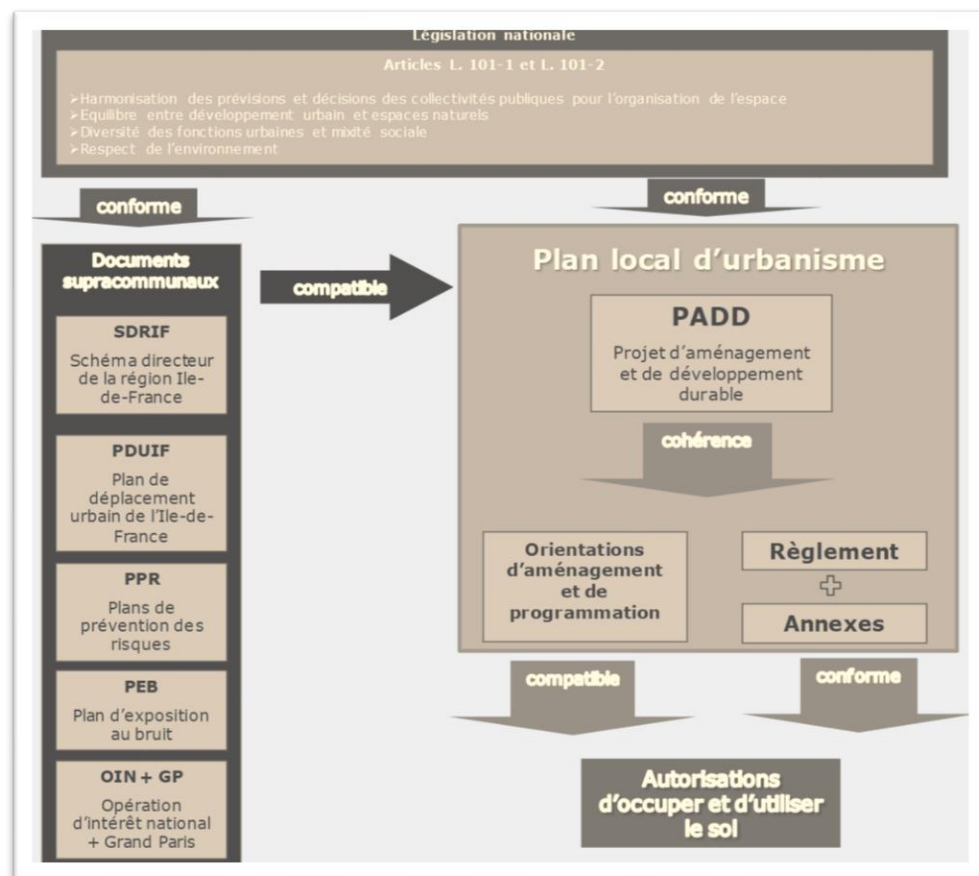 Législation nationale
Articles L. 101-1 et L. 101-2
➢Harmonisation des prévisions et décisions des collectivités publiques pour l'organisation de l'espace
➢Equilibre entre développement urbain et espaces naturels
➢Diversité des fonctions urbaines et mixité sociale
➢Respect de l'environnement
conforme
conforme
Documents
supracommunaux
SDRIF
Schéma directeur
de la région Ile-
de-France
PDUIF
Plan de
déplacement
urbain de l'Ile-de-
France
PPR
Plans de
prévention des
risques
PEB
Plan d'exposition
au bruit
OIN + GP
Opération
d'intérêt national
+ Grand Paris
compatible
Plan local d'urbanisme
PADD
Projet d'aménagement
et de développement
durable
cohérence
Orientations
d'aménagement
et de
programmation
Règlement
Annexes
compatible
conforme
Autorisations
d'occuper et d'utiliser
le sol